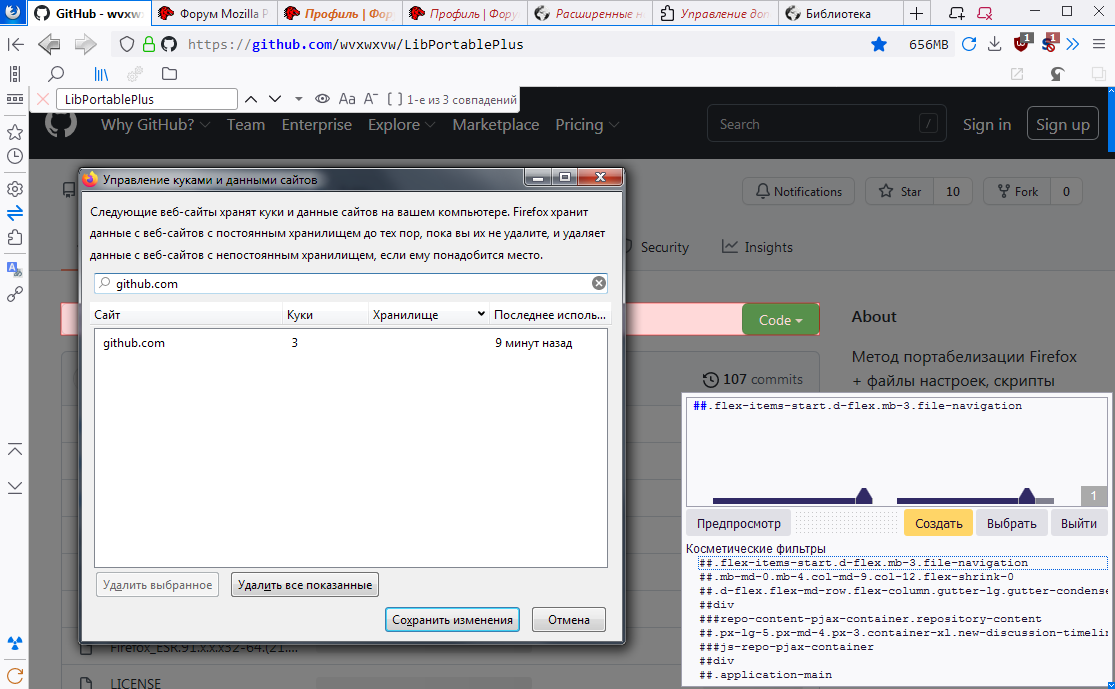 GitHub - wvxw
Форум Mozilla Р
Профиль | Фор
Профиль | Фору
Расширенные н
Управление доп
Библиотека
https://github.com/wvxwxvw/LibPortablePlus
656MB
1
1
LibPortablePlus
Aa
1-е из 3 совпадений
Why GitHub?
Team
Enterprise
Explore
Marketplace
Pricing
Search
/
Sign in
Sign up
Notifications
Star
10
Fork
0
Security
Insights
Code
About
Метод портабелизации Firefox
+ файлы настроек, скрипты
107 commits
Управление куками и данными сайтов
Следующие веб-сайты хранят куки и данные сайтов на вашем компьютере. Firefox хранит
данные с веб-сайтов с постоянным хранилищем до тех пор, пока вы их не удалите, и удаляет
данные с веб-сайтов с непостоянным хранилищем, если ему понадобится место.
github.com
Сайт
Куки
Хранилище
Последнее исполь...
github.com
3
9 минут назад
Удалить выбранное
Удалить все показанные
Сохранить изменения
Отмена
##.flex-items-start.d-flex.mb-3.file-navigation
1
Предпросмотр
Создать
Выбрать
Выйти
Косметические фильтры
##.flex-items-start.d-flex.mb-3.file-navigation
##.mb-md-0.mb-4.col-md-9.col-12.flex-shrink-0
##.d-flex.flex-md-row.flex-column.gutter-lg.gutter-condense
##div
###repo-content-pjax-container.repository-content
##.px-lg-5.px-md-4.px-3.container-xl.new-discussion-timelin
###js-repo-pjax-container
##div
##.application-main
Firefox_ESR.91.x.x.x32-64.(21....
LICENSE